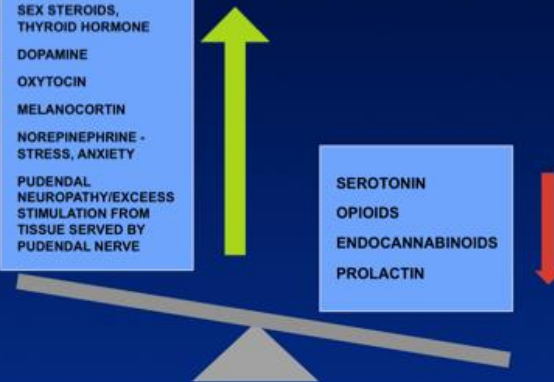 SEX STEROIDS,
THYROID HORMONE
DOPAMINE
OXYTOCIN
MELANOCORTIN
NOREPINEPHRINE -
STRESS, ANXIETY
PUDENDAL
NEUROPATHY/EXCEESS
STIMULATION FROM
TISSUE SERVED BY
PUDENDAL NERVE
SEROTONIN
OPIOIDS
ENDOCANNABINOIDS
PROLACTIN